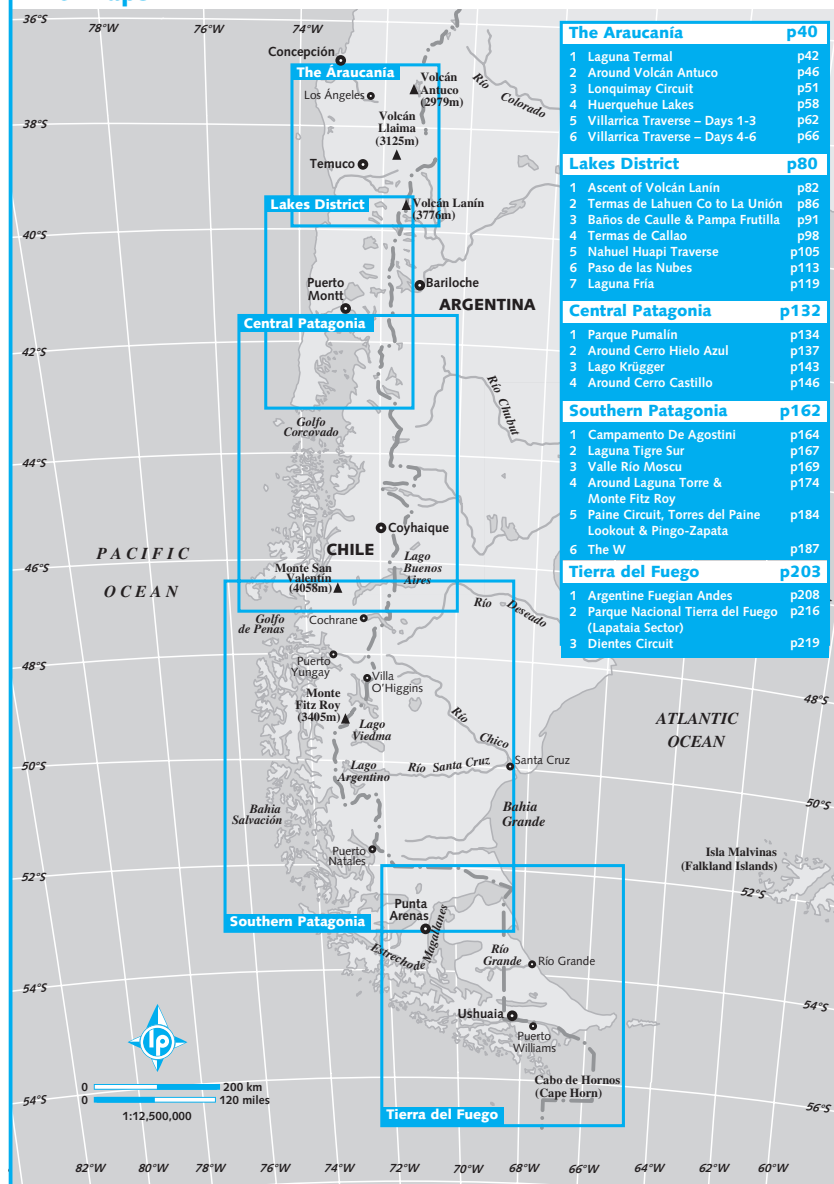 36°S
78°W
76°W
74°W
72°W
Concepción
The Áraucanía
Los Ángeles
Volcán
Antuco
(2979m)
Río Colorado
38°S
Volcán
Llaima
(3125m)
Temuco
Lakes District
Volcán Lanín
(3776m)
40°S
Puerto
Montt
Bariloche
ARGENTINA
Central Patagonia
42°S
Río Chubut
Golfo
Corcovado
44°S
Coyhaique
PACIFIC
OCEAN
CHILE
Lago
Buenos
Aires
46°S
Monte San
Valentín
(4058m)
Golfo
de Penas
Cochrane
Río Deseado
48°S
Puerto
Yungay
Villa
O'Higgins
Monte
Fitz Roy
(3405m)
Lago
Viedma
Río Chico
ATLANTIC
OCEAN
48°S
50°S
Lago
Argentino
Río Santa Cruz
Santa Cruz
Bahia
Salvación
Bahia
Grande
50°S
Puerto
Natales
Isla Malvinas
(Falkland Islands)
52°S
52°S
Southern Patagonia
Punta
Arenas
Estrechode Magallanes
Río
Grande
Río Grande
54°S
54°S
Ushuaia
Puerto
Williams
lp
0 200 km
0 120 miles
1:12,500,000
54°S
Cabo de Hornos
(Cape Horn)
56°S
Tierra del Fuego
82°W
80°W
78°W
76°W
74°W
72°W
70°W
68°W
66°W
64°W
62°W
60°W
The Araucanía p40
1 Laguna Termal p42
2 Around Volcán Antuco p46
3 Lonquimay Circuit p51
4 Huerquehue Lakes p58
5 Villarrica Traverse – Days 1-3 p62
6 Villarrica Traverse – Days 4-6 p66
Lakes District p80
1 Ascent of Volcán Lanín p82
2 Termas de Lahuen Co to La Unión p86
3 Baños de Caulle & Pampa Frutilla p91
4 Termas de Callao p98
5 Nahuel Huapi Traverse p105
6 Paso de las Nubes p113
7 Laguna Fría p119
Central Patagonia p132
1 Parque Pumalín p134
2 Around Cerro Hielo Azul p137
3 Lago Krügger p143
4 Around Cerro Castillo p146
Southern Patagonia p162
1 Campamento De Agostini p164
2 Laguna Tigre Sur p167
3 Valle Río Moscu p169
4 Around Laguna Torre & p174
Monte Fitz Roy
5 Paine Circuit, Torres del Paine p184
Lookout & Pingo-Zapata
6 The W p187
Tierra del Fuego p203
1 Argentine Fuegian Andes p208
2 Parque Nacional Tierra del Fuego p216
(Lapataia Sector)
3 Dientes Circuit p219